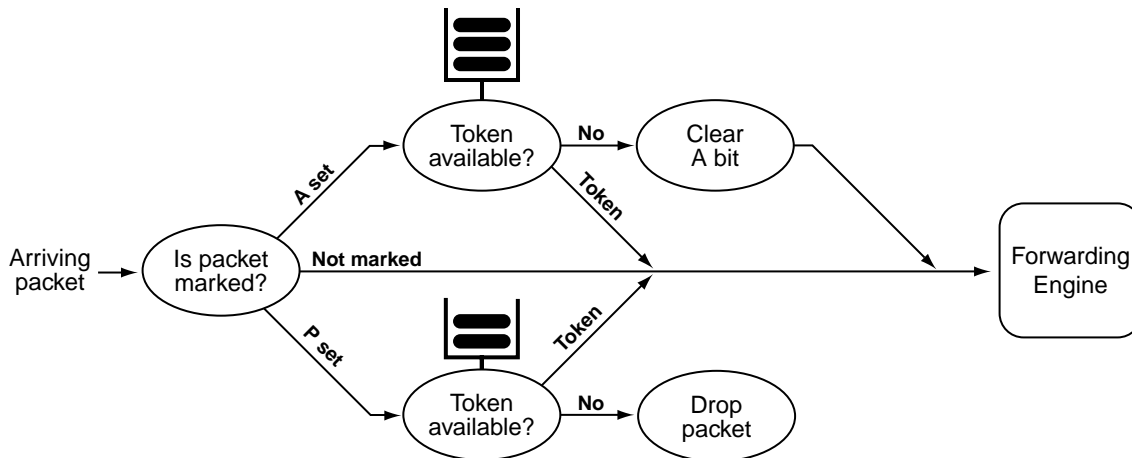 Token
available?
No
Clear
A bit
A set
Token
Arriving
packet
Is packet
marked?
Not marked
Forwarding
Engine
P set
Token
Token
available?
No
Drop
packet